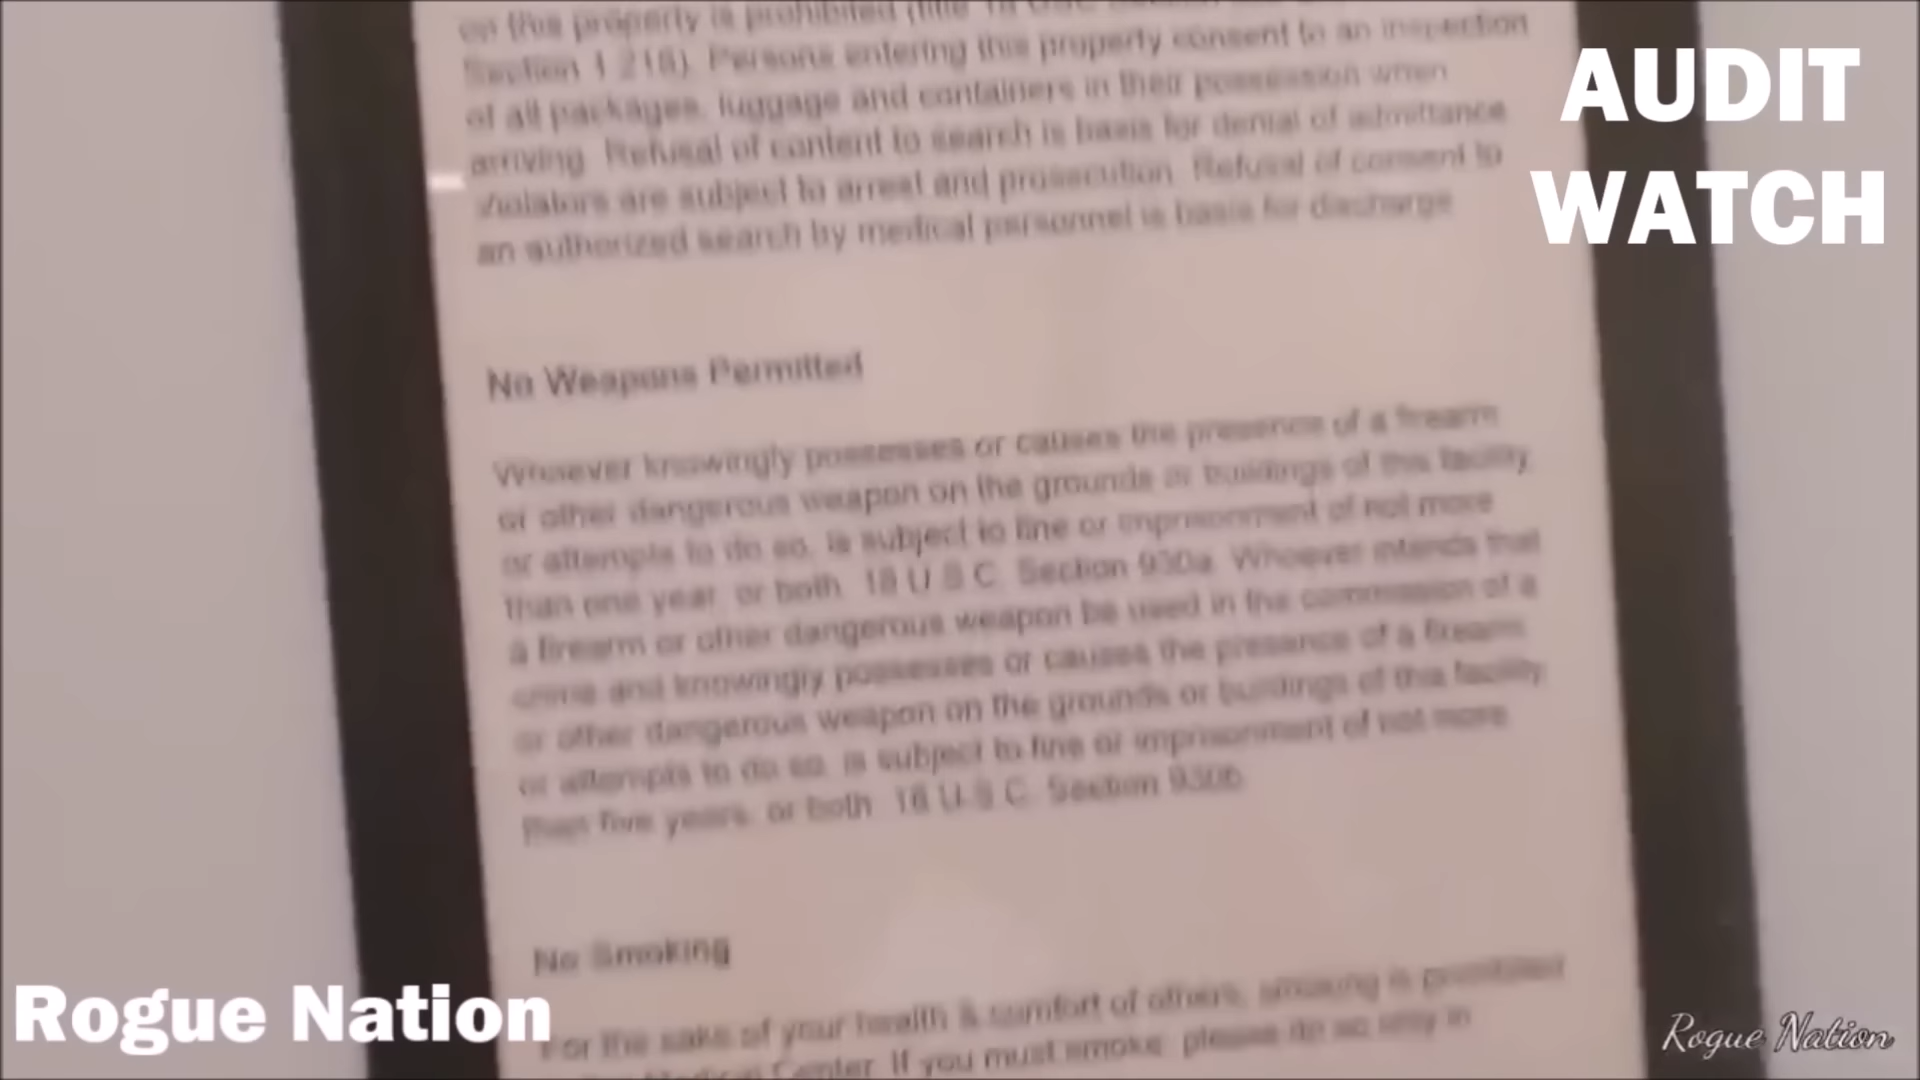 on this property is prohibited (title 18 USC Section
Section 1.218). Persons entering this property consent to an inspection
of all packages, luggage and containers in their possession when
arriving. Refusal of content to search is basis for denial of admittance
Violators are subject to arrest and prosecution. Refusal of consent to
an authorized search by medical personnel is basis for discharge
No Weapons Permitted
Whoever knowingly possesses or causes the presence of a firearm
or other dangerous weapon on the grounds or buildings of this facility,
or attempts to do so, is subject to fine or imprisonment of not more
than one year, or both. 18 U.S.C. Section 930a. Whoever intends that
a firearm or other dangerous weapon be used in the commission of a
crime and knowingly possesses or causes the presence of a firearm
or other dangerous weapon on the grounds or buildings of this facility,
or attempts to do so, is subject to fine or imprisonment of not more
than five years, or both. 18 U.S.C. Section 930b.
No Smoking
For the sake of your health & comfort of others, smoking is prohibited
Medical Center. If you must smoke, please do so only in
AUDIT
WATCH
Rogue Nation
Rogue Nation